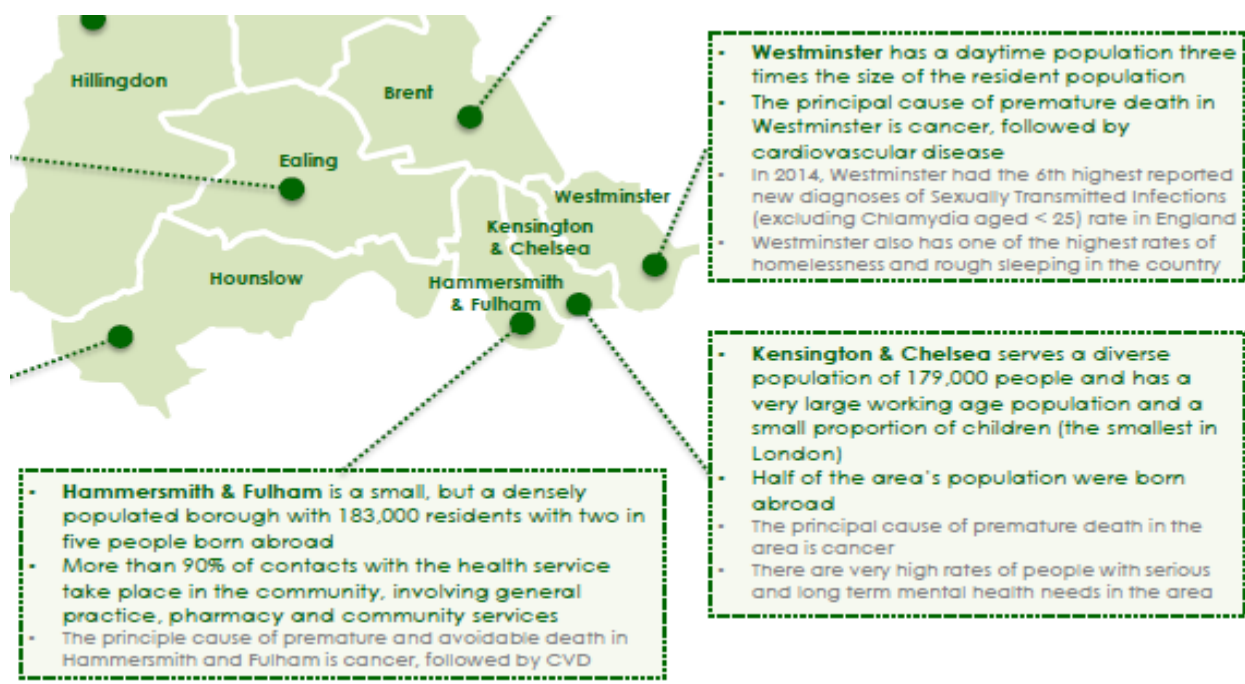 Hillingdon
Brent
Ealing
Westminster
Kensington
& Chelsea
Hounslow
Hammersmith
& Fulham
• Westminster has a daytime population three
times the size of the resident population
• The principal cause of premature death in
Westminster is cancer, followed by
cardiovascular disease
• In 2014, Westminster had the 6th highest reported
new diagnoses of Sexually Transmitted Infections
(excluding Chlamydia aged < 25) rate in England
• Westminster also has one of the highest rates of
homelessness and rough sleeping in the country
• Kensington & Chelsea serves a diverse
population of 179,000 people and has a
very large working age population and a
small proportion of children (the smallest in
London)
• Half of the area's population were born
abroad
• The principal cause of premature death in the
area is cancer
• There are very high rates of people with serious
and long term mental health needs in the area
• Hammersmith & Fulham is a small, but a densely
populated borough with 183,000 residents with two in
five people born abroad
• More than 90% of contacts with the health service
take place in the community, involving general
practice, pharmacy and community services
• The principle cause of premature and avoidable death in
Hammersmith and Fulham is cancer, followed by CVD